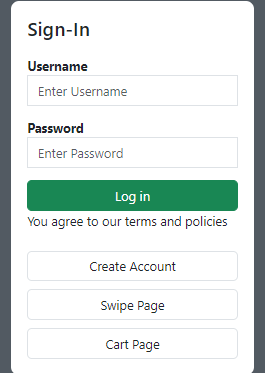 Sign-In
Username
Enter Username
Password
Enter Password
Log in
You agree to our terms and policies
Create Account
Swipe Page
Cart Page